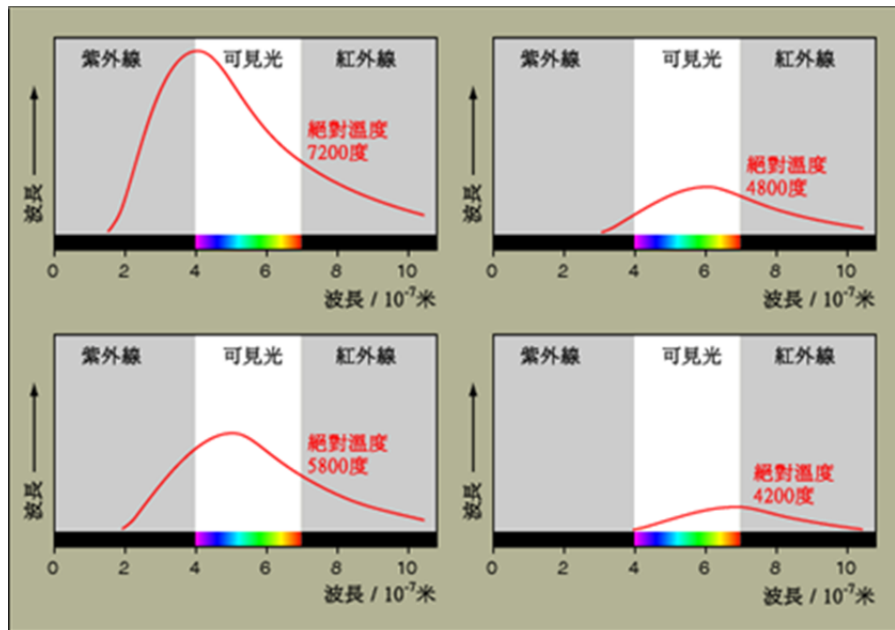 紫外線 可見光 紅外線
絕對溫度
7200度
波長
0 2 4 6 8 10
波長 / 10⁻⁷米
紫外線 可見光 紅外線
絕對溫度
4800度
波長
0 2 4 6 8 10
波長 / 10⁻⁷米
紫外線 可見光 紅外線
絕對溫度
5800度
波長
0 2 4 6 8 10
波長 / 10⁻⁷米
紫外線 可見光 紅外線
絕對溫度
4200度
波長
0 2 4 6 8 10
波長 / 10⁻⁷米